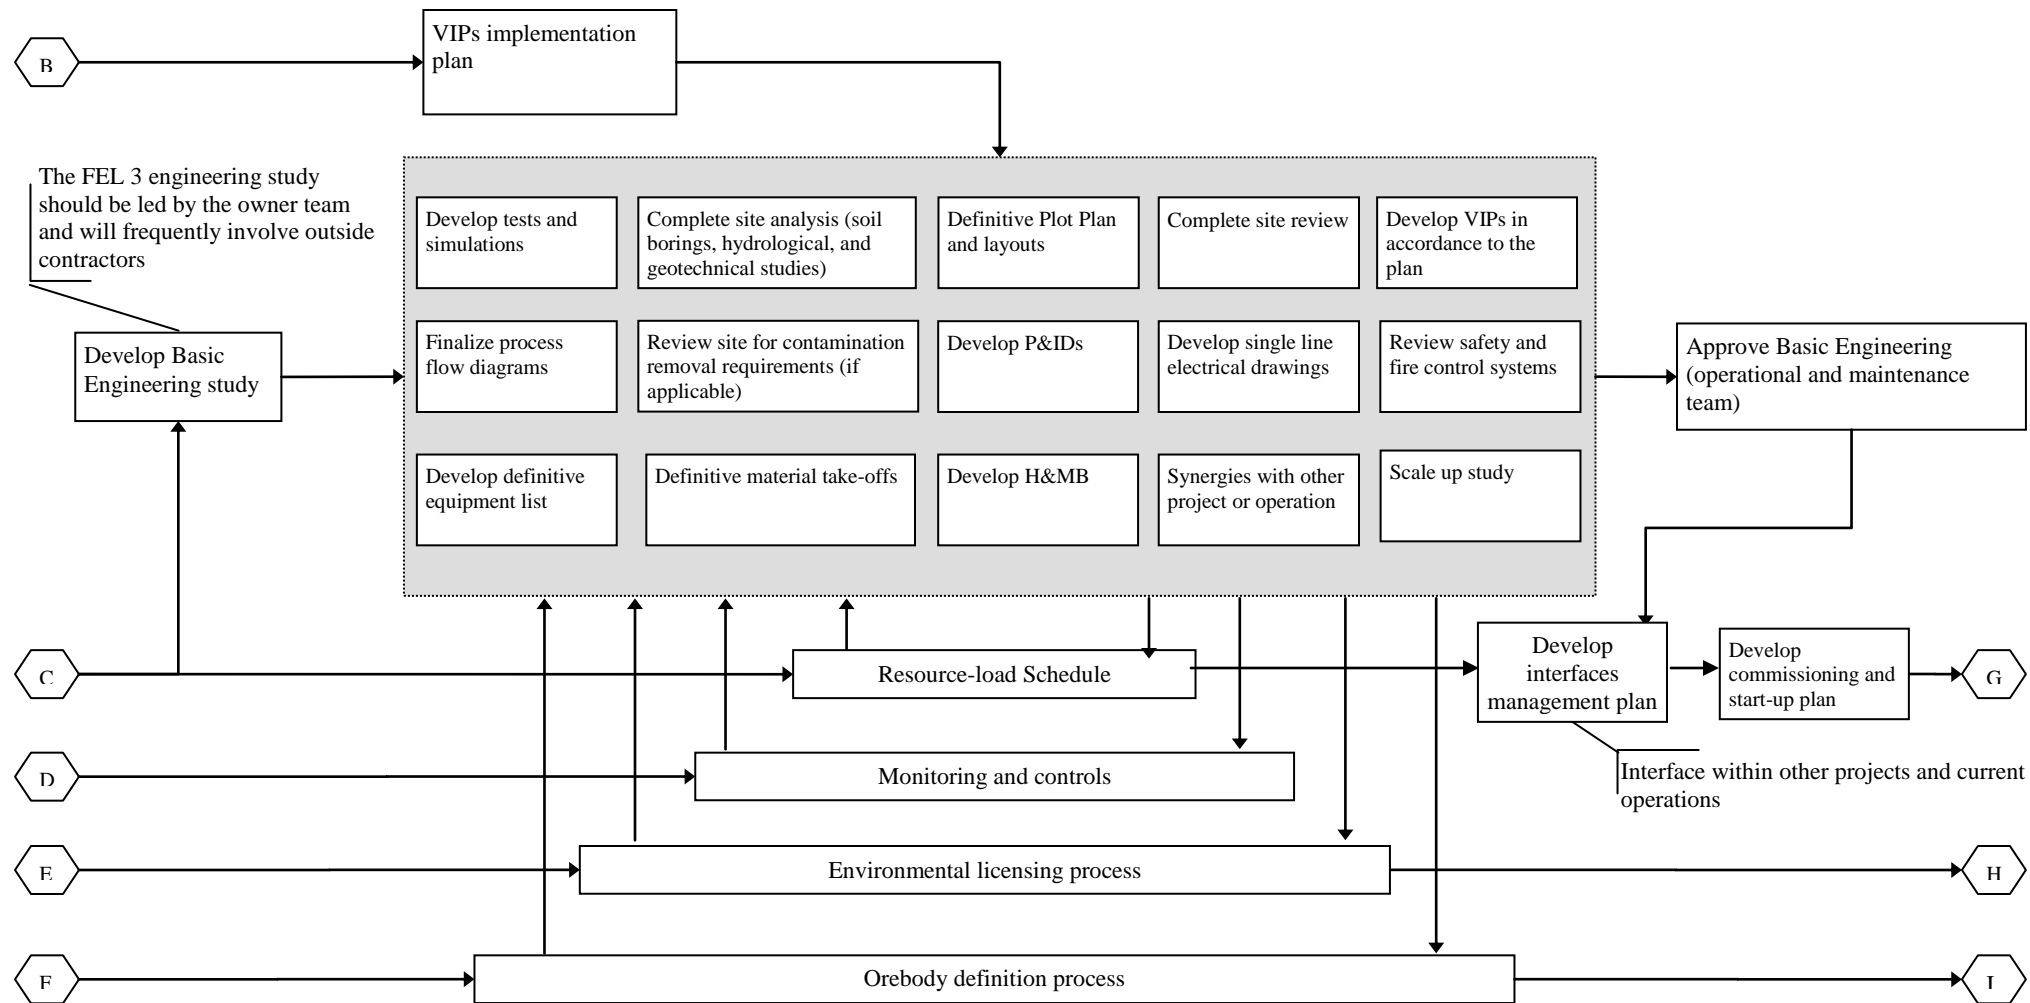 B
VIPs implementation
plan
The FEL 3 engineering study
should be led by the owner team
and will frequently involve outside
contractors
Develop tests and
simulations
Complete site analysis (soil
borings, hydrological, and
geotechnical studies)
Definitive Plot Plan
and layouts
Complete site review
Develop VIPs in
accordance to the
plan
Develop Basic
Engineering study
Finalize process
flow diagrams
Review site for contamination
removal requirements (if
applicable)
Develop P&IDs
Develop single line
electrical drawings
Review safety and
fire control systems
Approve Basic Engineering
(operational and maintenance
team)
Develop definitive
equipment list
Definitive material take-offs
Develop H&MB
Synergies with other
project or operation
Scale up study
C
Resource-load Schedule
Develop
interfaces
management plan
Develop
commissioning and
start-up plan
G
D
Monitoring and controls
Interface within other projects and current
operations
E
Environmental licensing process
H
F
Orebody definition process
I